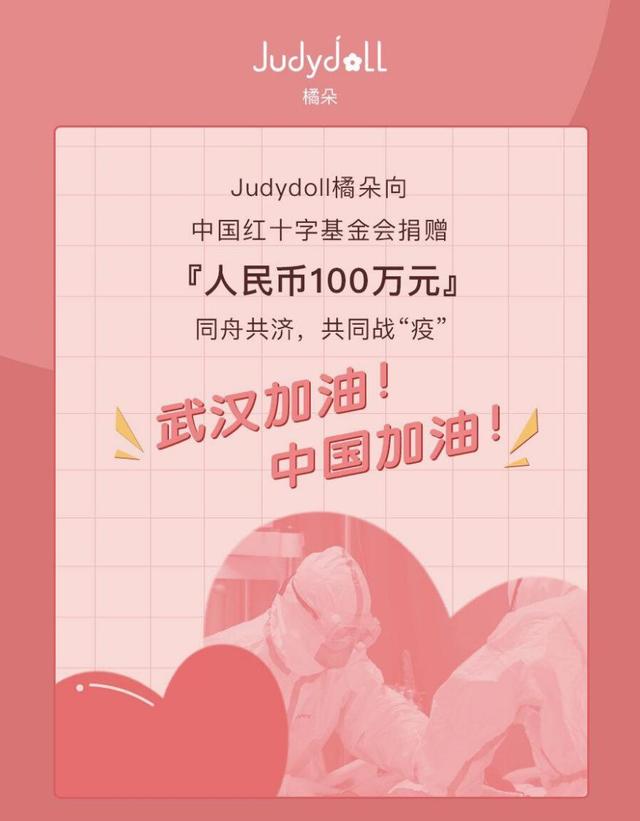 Judydoll
橘朵
Judydoll橘朵向
中国红十字基金会捐赠
『人民币100万元』
同舟共济，共同战“疫”
武汉加油！
中国加油！